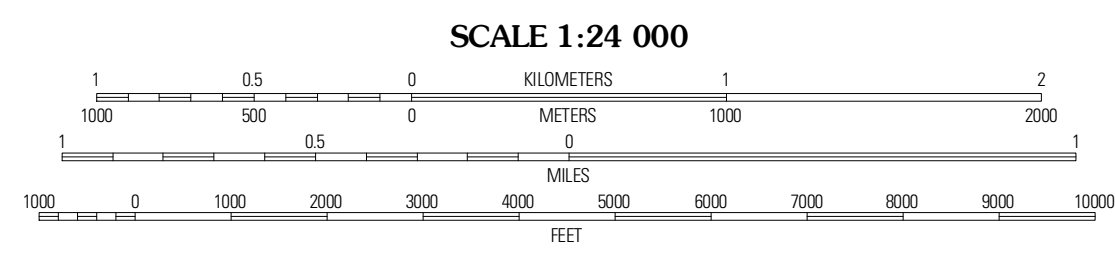 SCALE 1:24 000
1 0.5 0 KILOMETERS 1 2
1000 500 0 METERS 1000 2000
1 0.5 0 1
MILES
1000 0 1000 2000 3000 4000 5000 6000 7000 8000 9000 10000
FEET